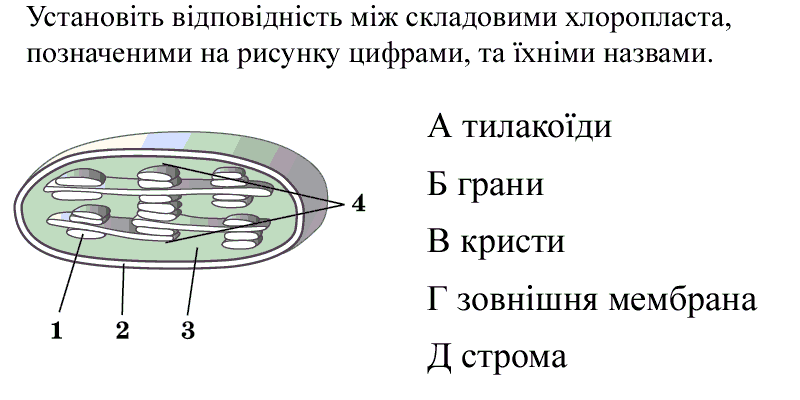 Установіть відповідність між складовими хлоропласта,
позначеними на рисунку цифрами, та їхніми назвами.
А тилакоїди
Б грани
В кристи
Г зовнішня мембрана
Д строма
4
1 2 3